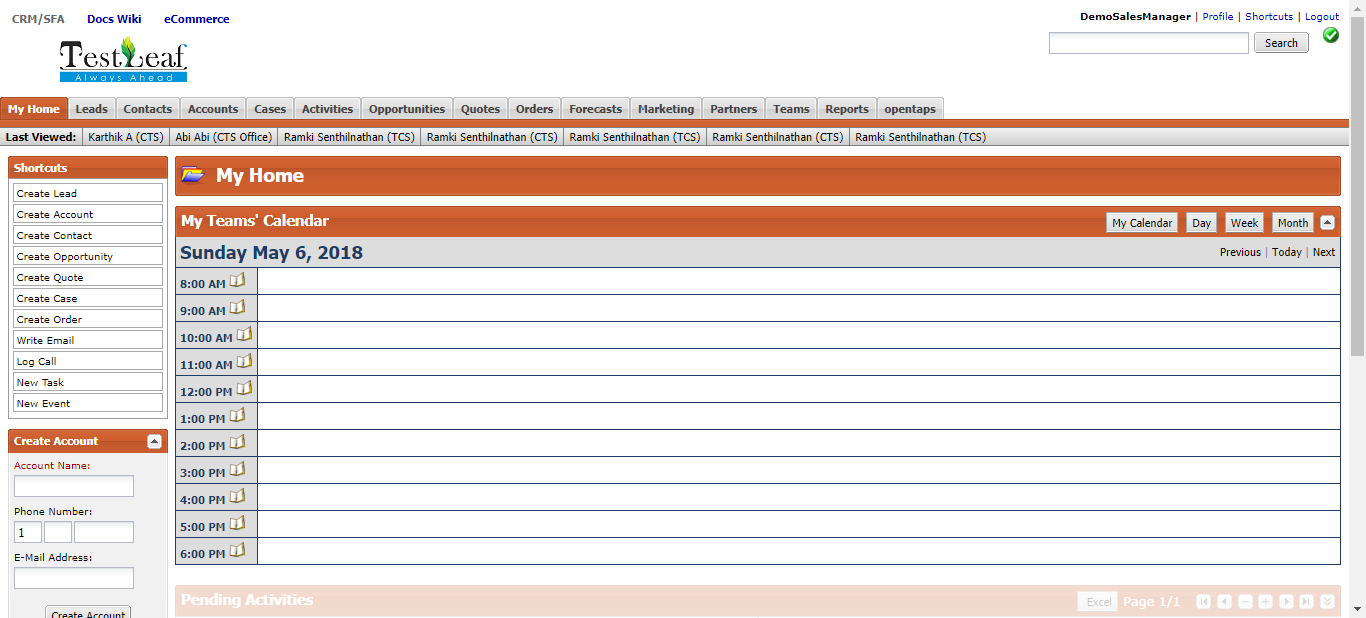 CRM/SFA Docs Wiki eCommerce
DemoSalesManager | Profile | Shortcuts | Logout
TestLeaf
Always Ahead
Search
My Home Leads Contacts Accounts Cases Activities Opportunities Quotes Orders Forecasts Marketing Partners Teams Reports opentaps
Last Viewed: Karthik A (CTS) Abi Abi (CTS Office) Ramki Senthilnathan (TCS) Ramki Senthilnathan (CTS) Ramki Senthilnathan (TCS) Ramki Senthilnathan (CTS) Ramki Senthilnathan (TCS)
Shortcuts
Create Lead
Create Account
Create Contact
Create Opportunity
Create Quote
Create Case
Create Order
Write Email
Log Call
New Task
New Event
Create Account
Account Name:
Phone Number:
1
E-Mail Address:
Create Account
My Home
My Teams' Calendar My Calendar Day Week Month
Sunday May 6, 2018 Previous | Today | Next
8:00 AM
9:00 AM
10:00 AM
11:00 AM
12:00 PM
1:00 PM
2:00 PM
3:00 PM
4:00 PM
5:00 PM
6:00 PM
Pending Activities Excel Page 1/1